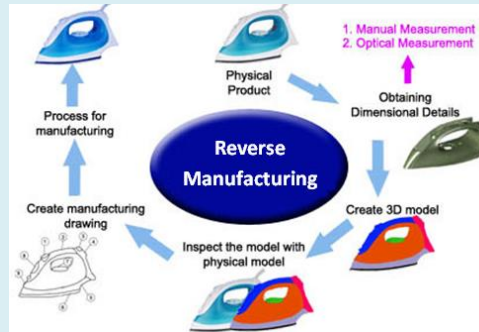 1. Manual Measurement
2. Optical Measurement
Physical
Product
Obtaining
Dimensional Details
Create 3D model
Inspect the model with
physical model
Create manufacturing
drawing
Process for
manufacturing
Reverse
Manufacturing